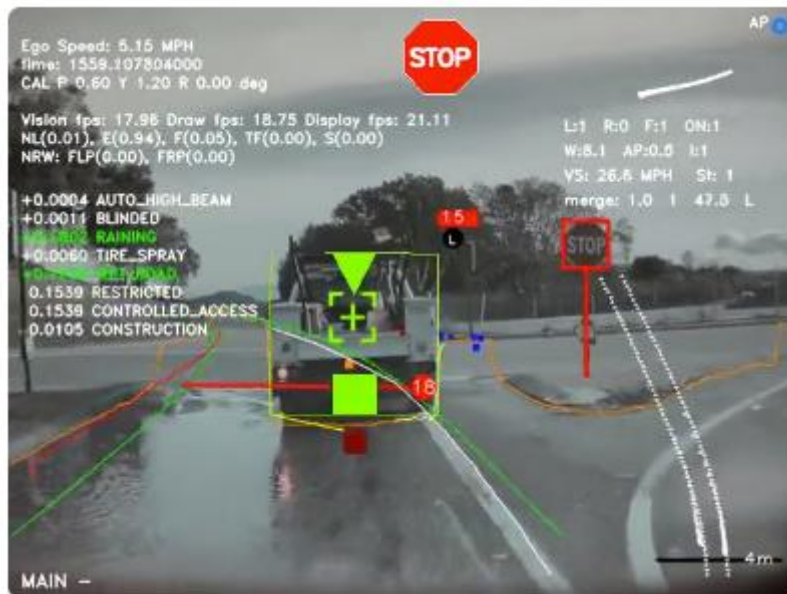 AP
Ego Speed: 5.15 MPH
time: 1559.107804000
CAL P 0.60 Y 1.20 R 0.00 deg
STOP
Vision fps: 17.96 Draw fps: 18.75 Display fps: 21.11
NL(0.01), E(0.94), F(0.05), TF(0.00), S(0.00)
NRW: FLP(0.00), FRP(0.00)
L:1 R:0 F:1 ON:1
W:8.1 AP:0.6 I:1
VS: 26.8 MPH St: 1
merge: 1.0 1 47.8 L
+0.0004 AUTO_HIGH_BEAM
+0.0011 BLINDED
RAINING
+0.0060 TIRE_SPRAY
0.1539 RESTRICTED
0.1539 CONTROLLED_ACCESS
0.0105 CONSTRUCTION
15
L
STOP
18
4m
MAIN -